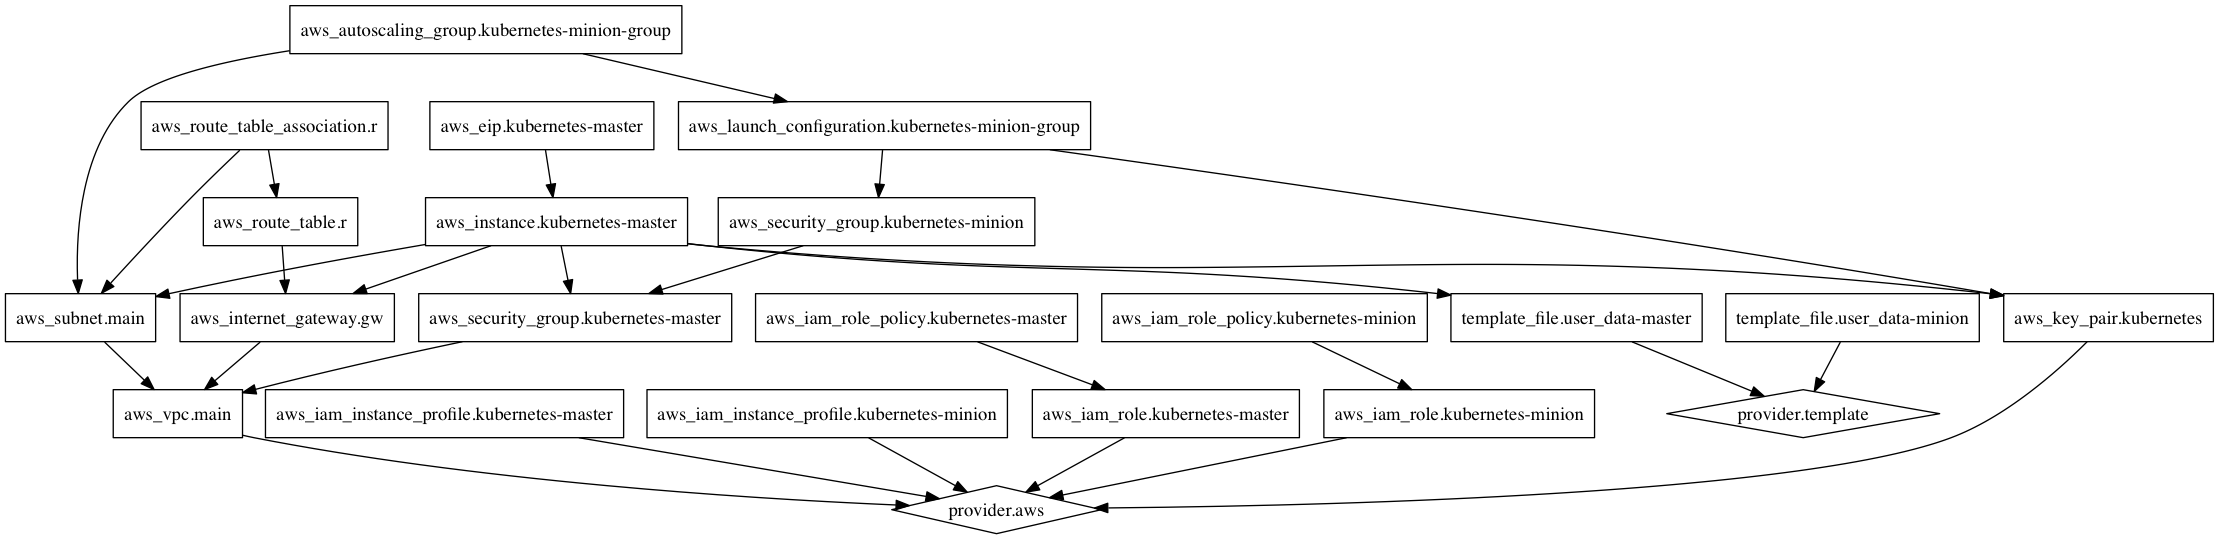 aws_autoscaling_group.kubernetes-minion-group
aws_route_table_association.r
aws_eip.kubernetes-master
aws_launch_configuration.kubernetes-minion-group
aws_route_table.r
aws_instance.kubernetes-master
aws_security_group.kubernetes-minion
aws_subnet.main
aws_internet_gateway.gw
aws_security_group.kubernetes-master
aws_iam_role_policy.kubernetes-master
aws_iam_role_policy.kubernetes-minion
template_file.user_data-master
template_file.user_data-minion
aws_key_pair.kubernetes
aws_vpc.main
aws_iam_instance_profile.kubernetes-master
aws_iam_instance_profile.kubernetes-minion
aws_iam_role.kubernetes-master
aws_iam_role.kubernetes-minion
provider.template
provider.aws